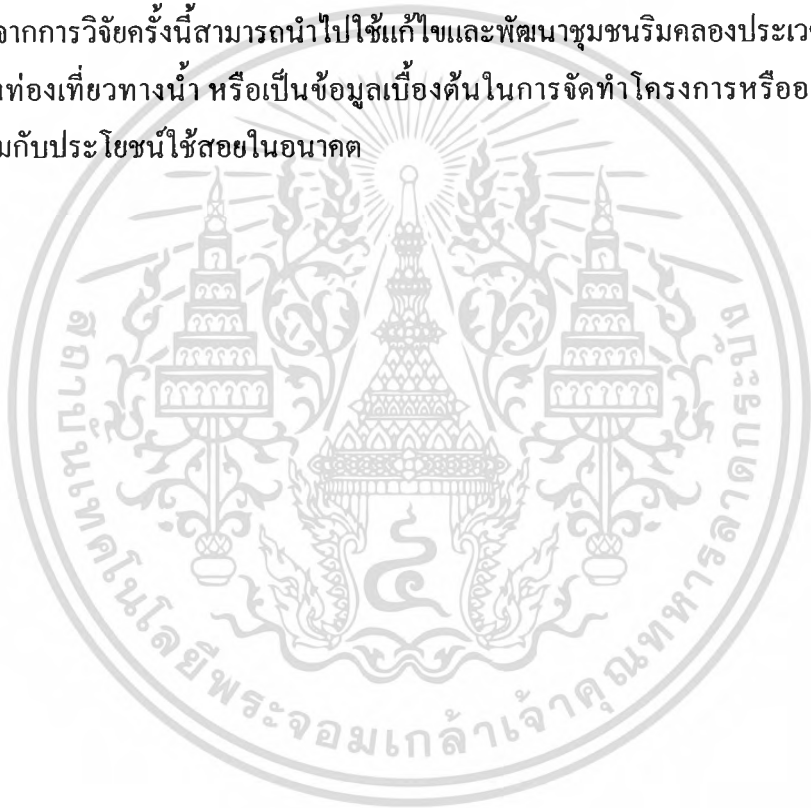 จากการวิจัยครั้งนี้สามารถนำไปใช้แก้ไขและพัฒนาชุมชนริมคลองประเวช
ท่องเที่ยวทางน้ำ หรือเป็นข้อมูลเบื้องต้นในการจัดทำโครงการหรืออ
มกับประโยชน์ใช้สอยในอนาคต
๔
สถาบันเทคโนโลยีพระจอมเกล้าเจ้าคุณทหารลาดกระบัง